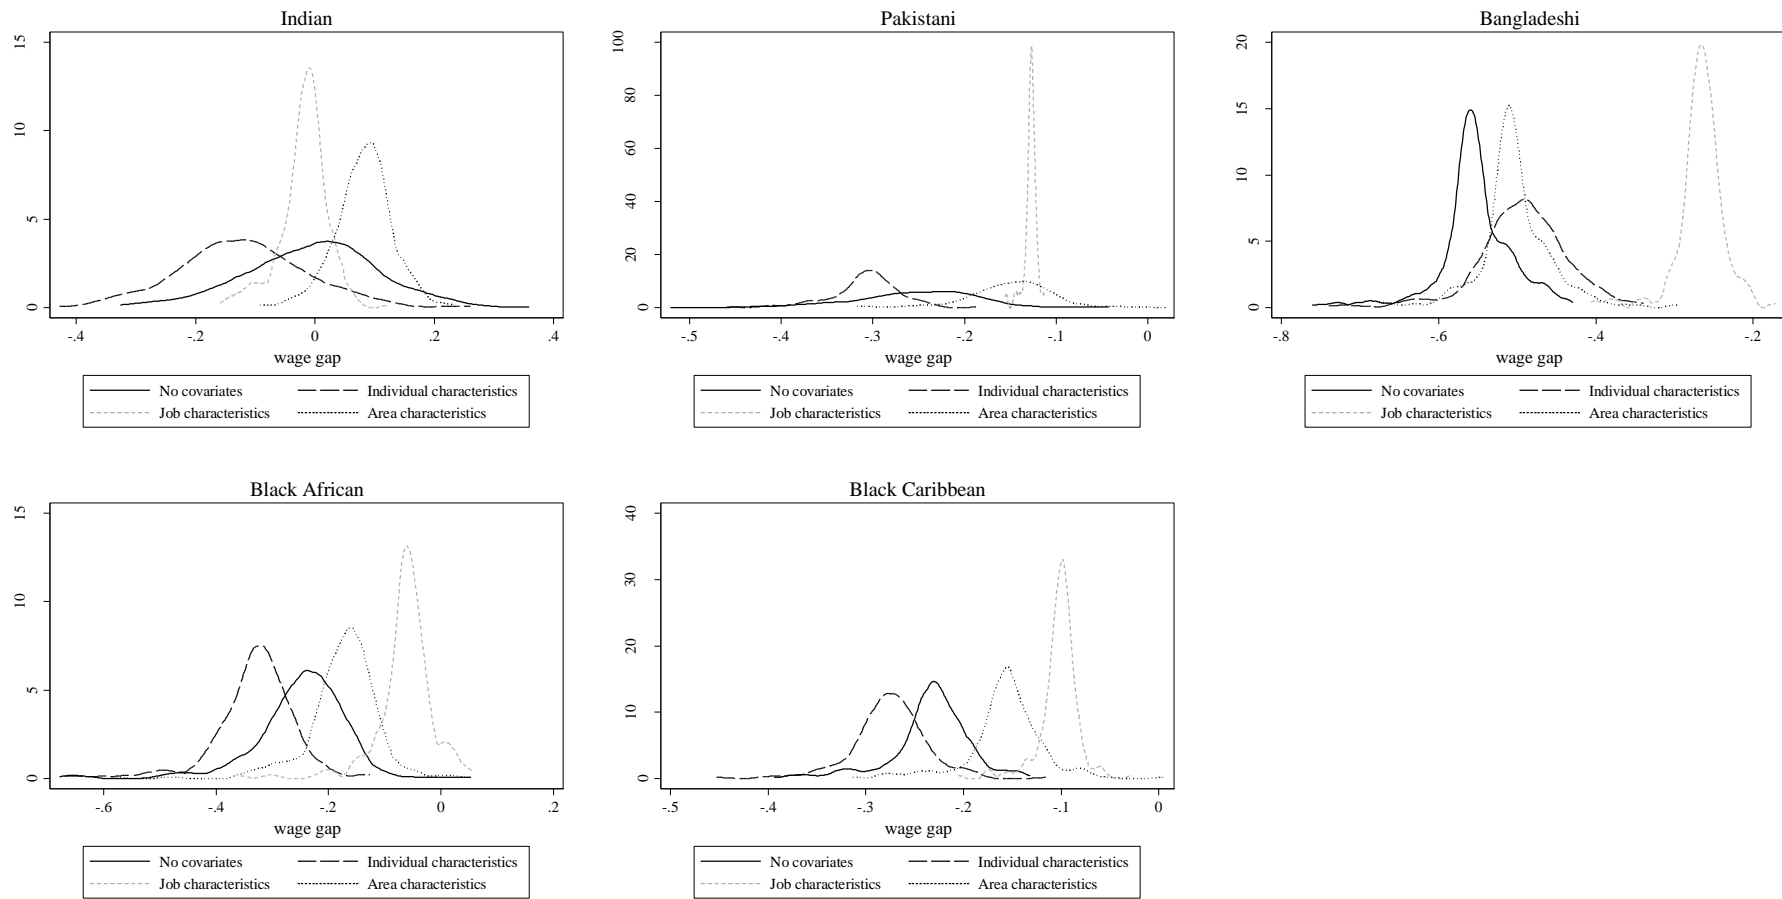 Indian
15
10
5
0
-.4 -.2 0 .2 .4
wage gap
No covariates Individual characteristics
Job characteristics Area characteristics
Pakistani
100
80
60
40
20
0
-.5 -.4 -.3 -.2 -.1 0
wage gap
No covariates Individual characteristics
Job characteristics Area characteristics
Bangladeshi
20
15
10
5
0
-.8 -.6 -.4 -.2
wage gap
No covariates Individual characteristics
Job characteristics Area characteristics
Black African
15
10
5
0
-.6 -.4 -.2 0 .2
wage gap
No covariates Individual characteristics
Job characteristics Area characteristics
Black Caribbean
40
30
20
10
0
-.5 -.4 -.3 -.2 -.1 0
wage gap
No covariates Individual characteristics
Job characteristics Area characteristics